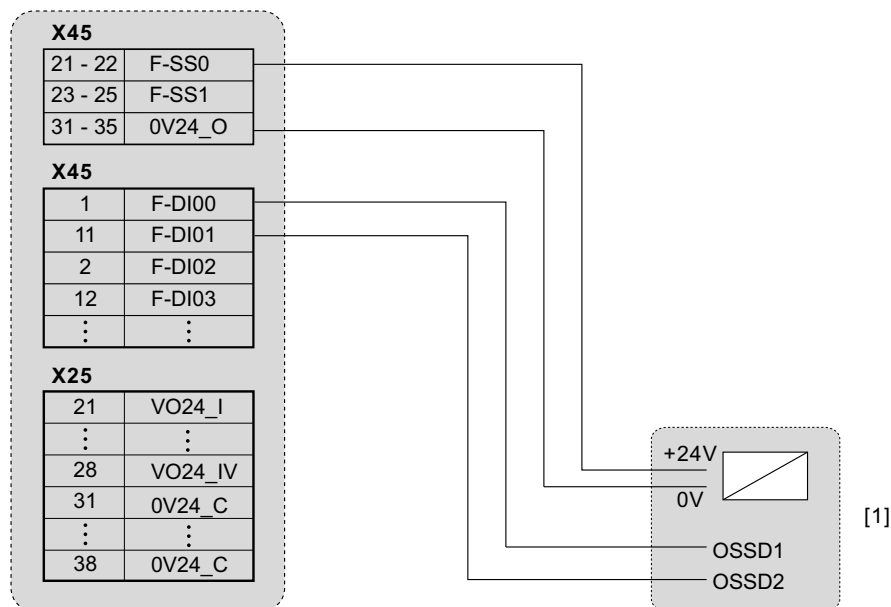 X45
21 - 22 F-SS0
23 - 25 F-SS1
31 - 35 0V24_O
X45
1 F-DI00
11 F-DI01
2 F-DI02
12 F-DI03
⋮ ⋮
X25
21 VO24_I
⋮ ⋮
28 VO24_IV
31 0V24_C
⋮ ⋮
38 0V24_C
+24V
0V
[1]
OSSD1
OSSD2